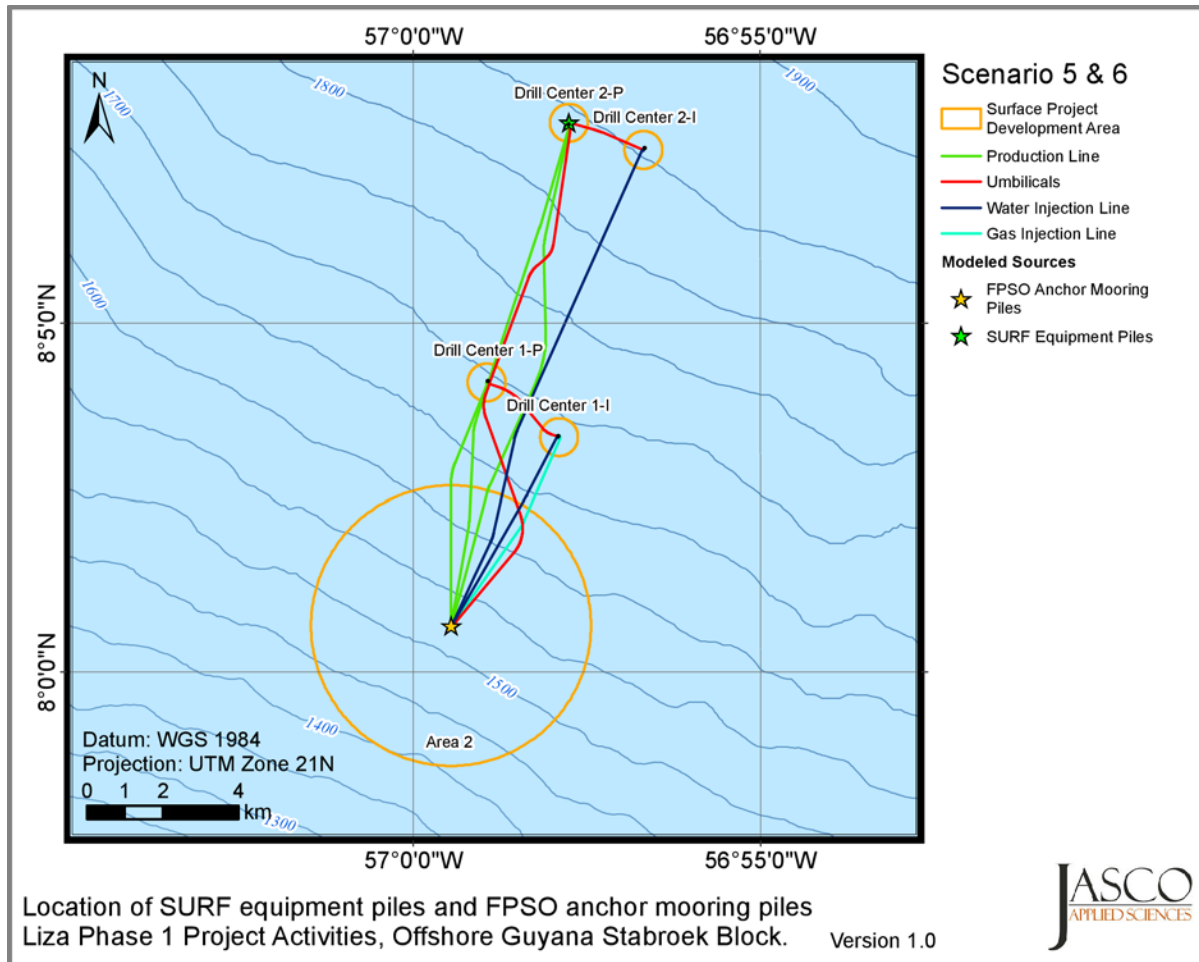 57°0'0"W
56°55'0"W
N
1700
1800
1900
Drill Center 2-P
Drill Center 2-I
1600
8°5'0"N
Drill Center 1-P
Drill Center 1-I
8°0'0"N
1500
1400
Area 2
Datum: WGS 1984
Projection: UTM Zone 21N
0 1 2 4
km
1300
57°0'0"W
56°55'0"W
Scenario 5 & 6
Surface Project
Development Area
Production Line
Umbilicals
Water Injection Line
Gas Injection Line
Modeled Sources
FPSO Anchor Mooring
Piles
SURF Equipment Piles
Location of SURF equipment piles and FPSO anchor mooring piles
Liza Phase 1 Project Activities, Offshore Guyana Stabroek Block.
Version 1.0
JASCO
APPLIED SCIENCES